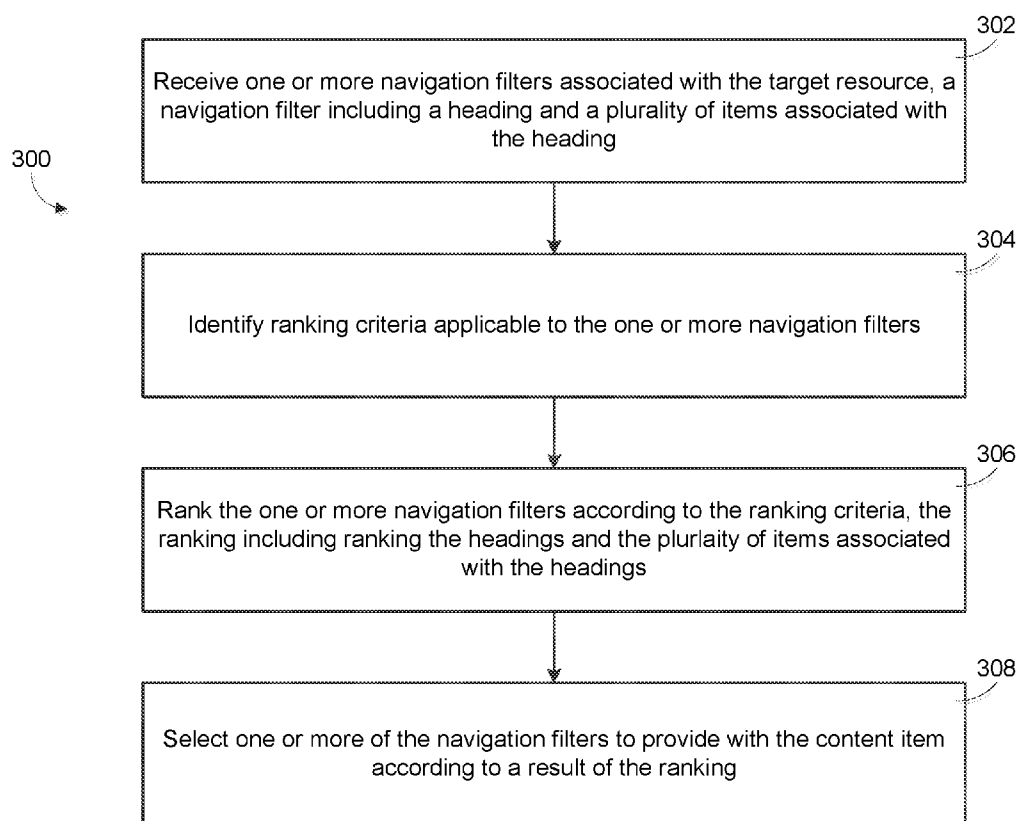 302
Receive one or more navigation filters associated with the target resource, a
navigation filter including a heading and a plurality of items associated with
the heading
300
304
Identify ranking criteria applicable to the one or more navigation filters
306
Rank the one or more navigation filters according to the ranking criteria, the
ranking including ranking the headings and the plurlaity of items associated
with the headings
308
Select one or more of the navigation filters to provide with the content item
according to a result of the ranking